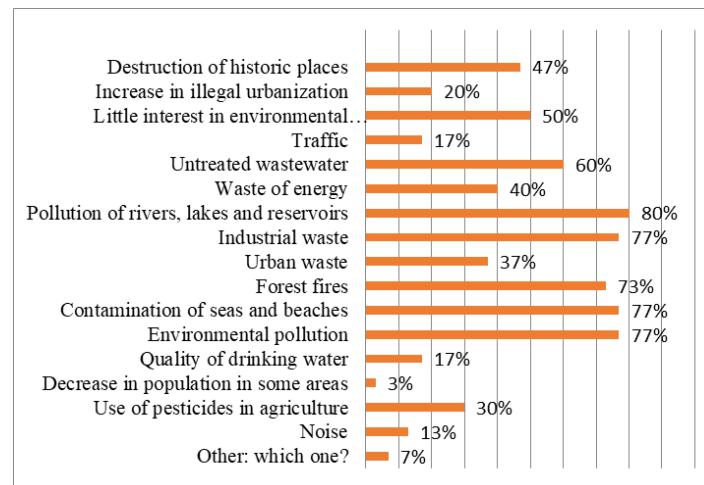 Destruction of historic places 47%
Increase in illegal urbanization 20%
Little interest in environmental… 50%
Traffic 17%
Untreated wastewater 60%
Waste of energy 40%
Pollution of rivers, lakes and reservoirs 80%
Industrial waste 77%
Urban waste 37%
Forest fires 73%
Contamination of seas and beaches 77%
Environmental pollution 77%
Quality of drinking water 17%
Decrease in population in some areas 3%
Use of pesticides in agriculture 30%
Noise 13%
Other: which one? 7%